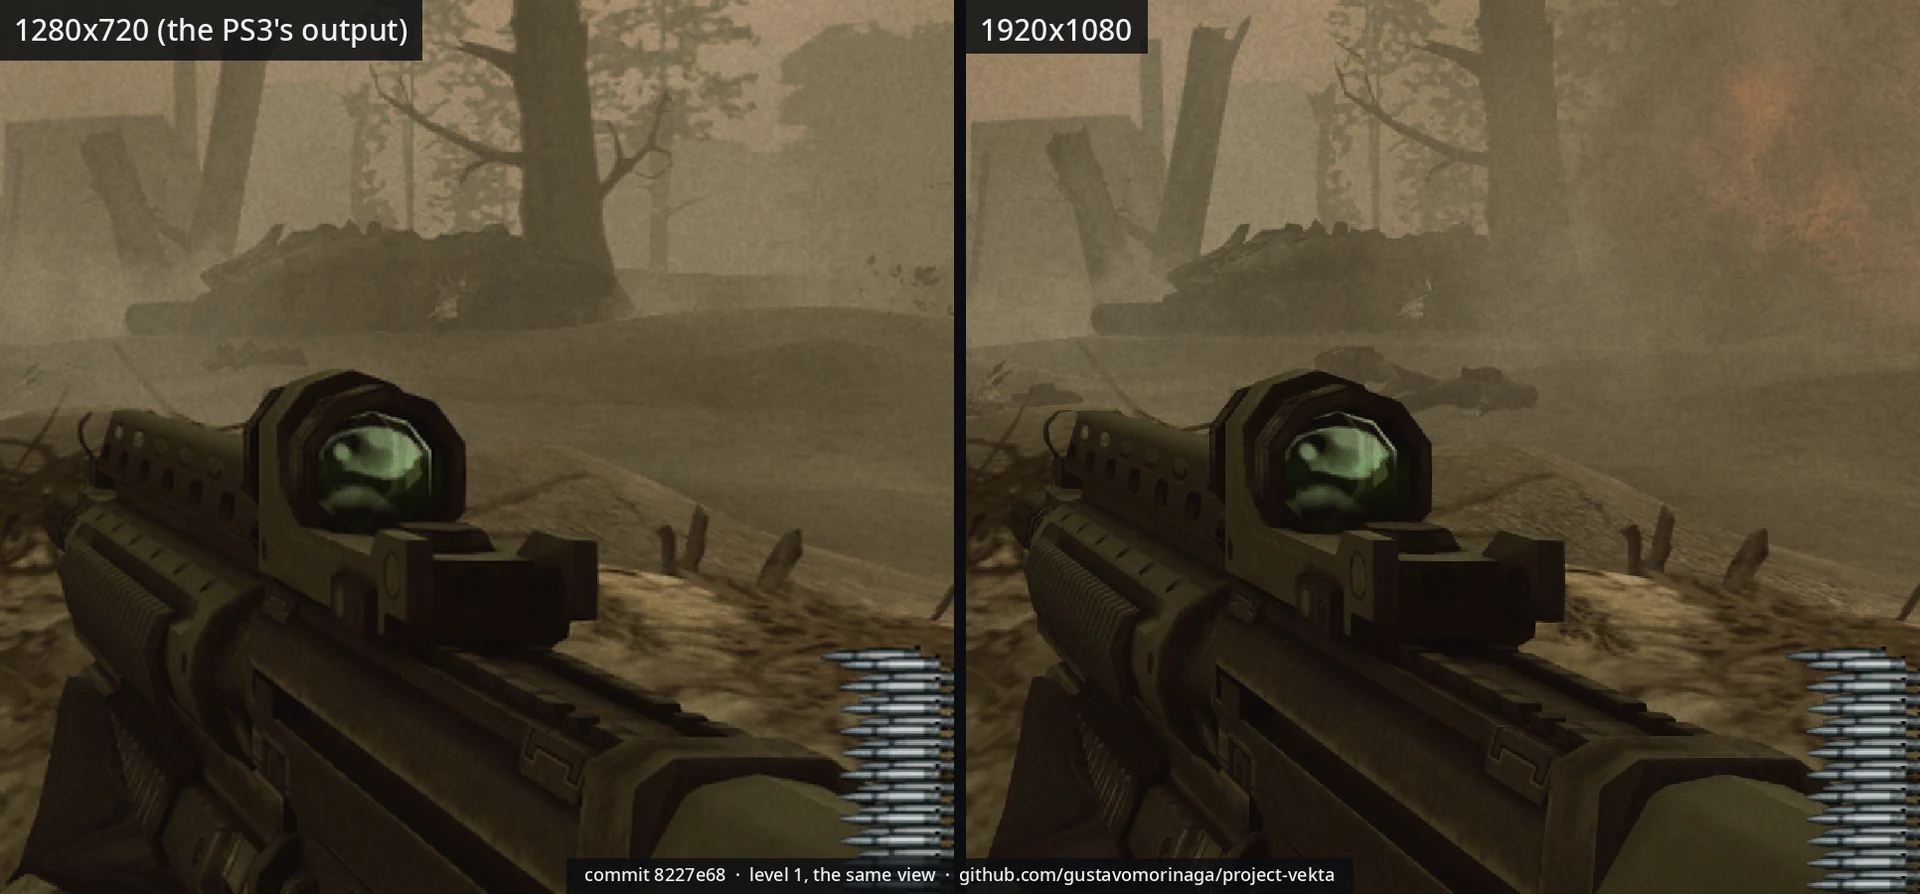 1280x720 (the PS3's output)
1920x1080
commit 8227e68 · level 1, the same view · github.com/gustavomorinaga/project-vekta